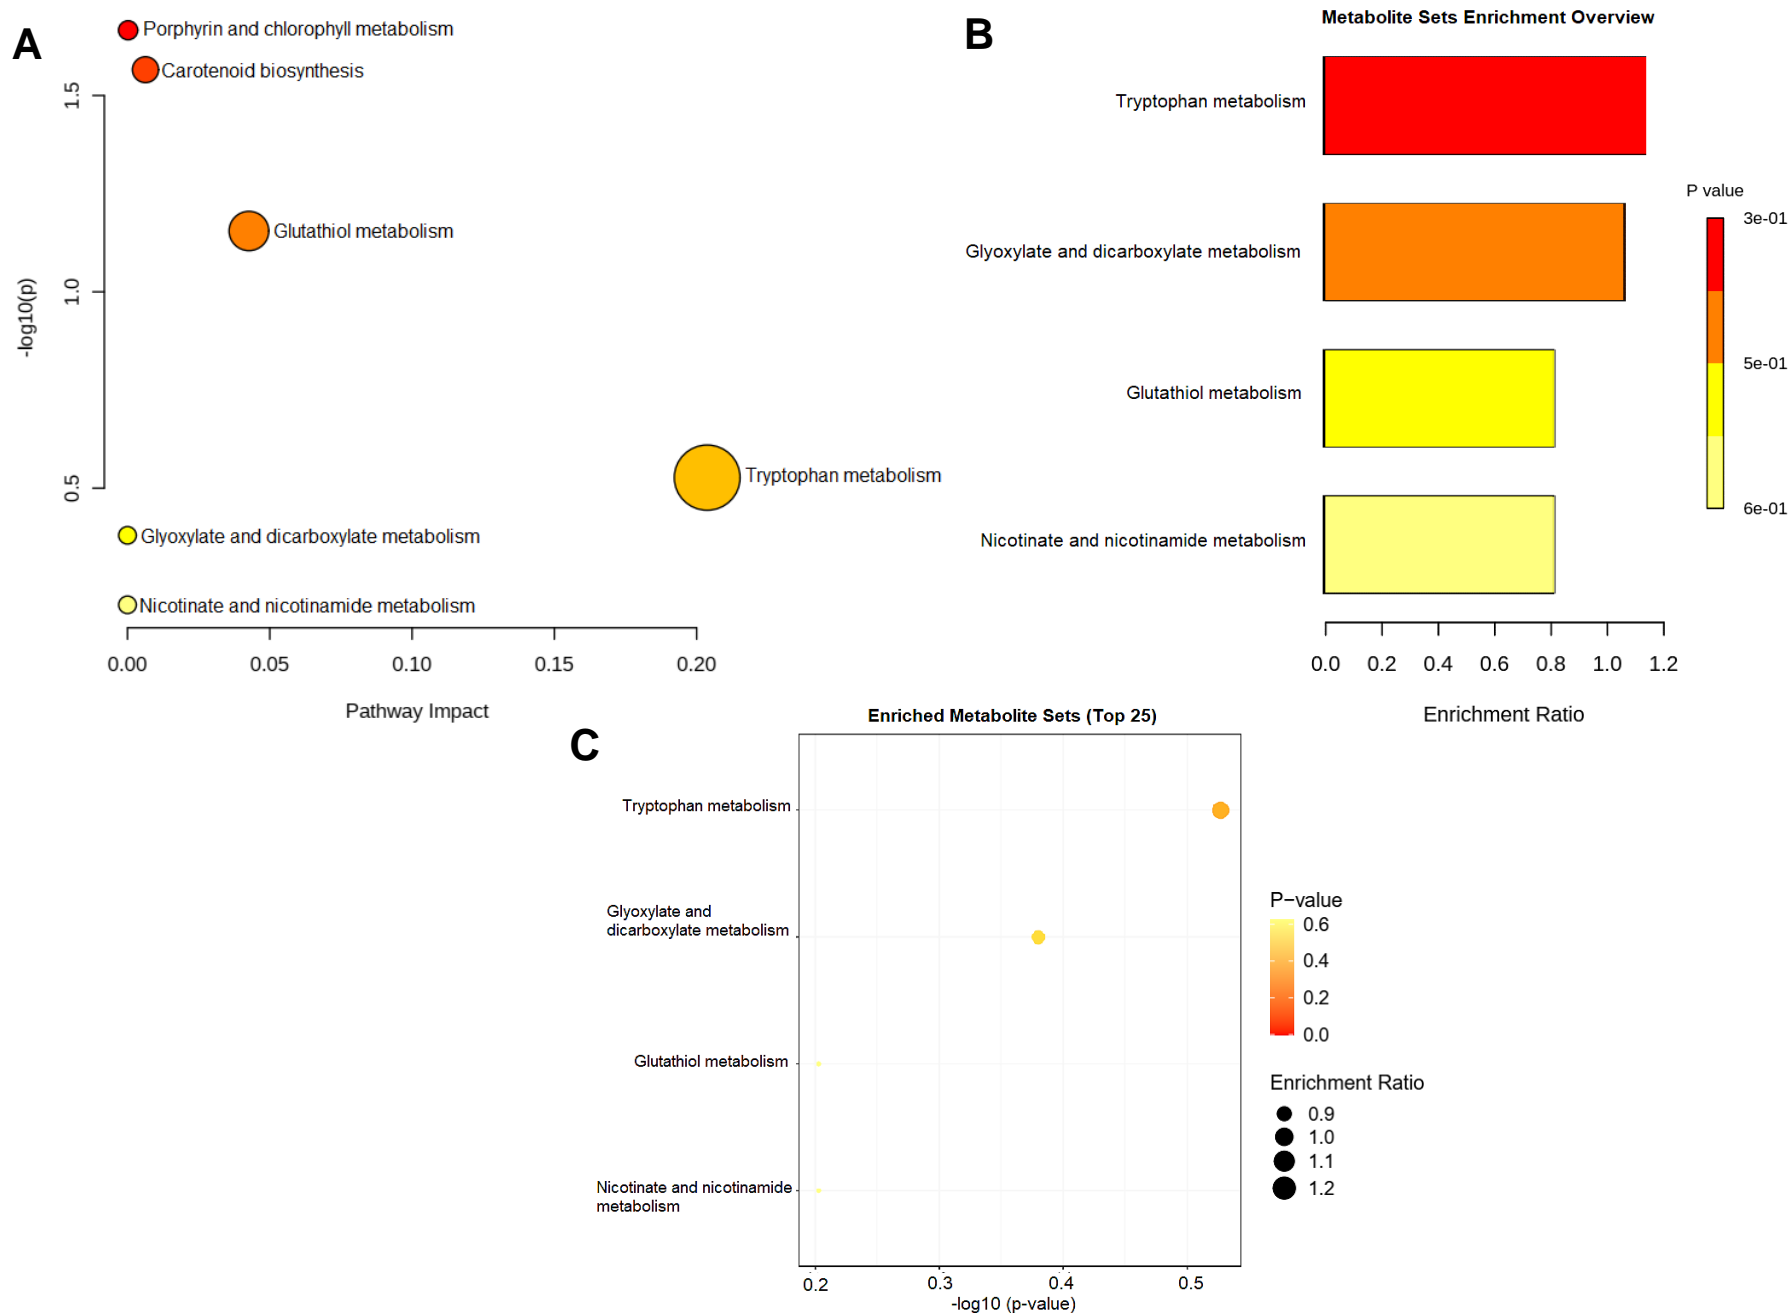 A
Porphyrin and chlorophyll metabolism
Carotenoid biosynthesis
Glutathiol metabolism
Tryptophan metabolism
Glyoxylate and dicarboxylate metabolism
Nicotinate and nicotinamide metabolism
-log10(p)
1.5
1.0
0.5
0.00 0.05 0.10 0.15 0.20
Pathway Impact
B
Metabolite Sets Enrichment Overview
Tryptophan metabolism
Glyoxylate and dicarboxylate metabolism
Glutathiol metabolism
Nicotinate and nicotinamide metabolism
P value
3e-01
5e-01
6e-01
0.0 0.2 0.4 0.6 0.8 1.0 1.2
Enrichment Ratio
C
Enriched Metabolite Sets (Top 25)
Tryptophan metabolism
Glyoxylate and
dicarboxylate metabolism
Glutathiol metabolism
Nicotinate and nicotinamide
metabolism
0.2 0.3 0.4 0.5
-log10 (p-value)
P−value
0.6
0.4
0.2
0.0
Enrichment Ratio
0.9
1.0
1.1
1.2